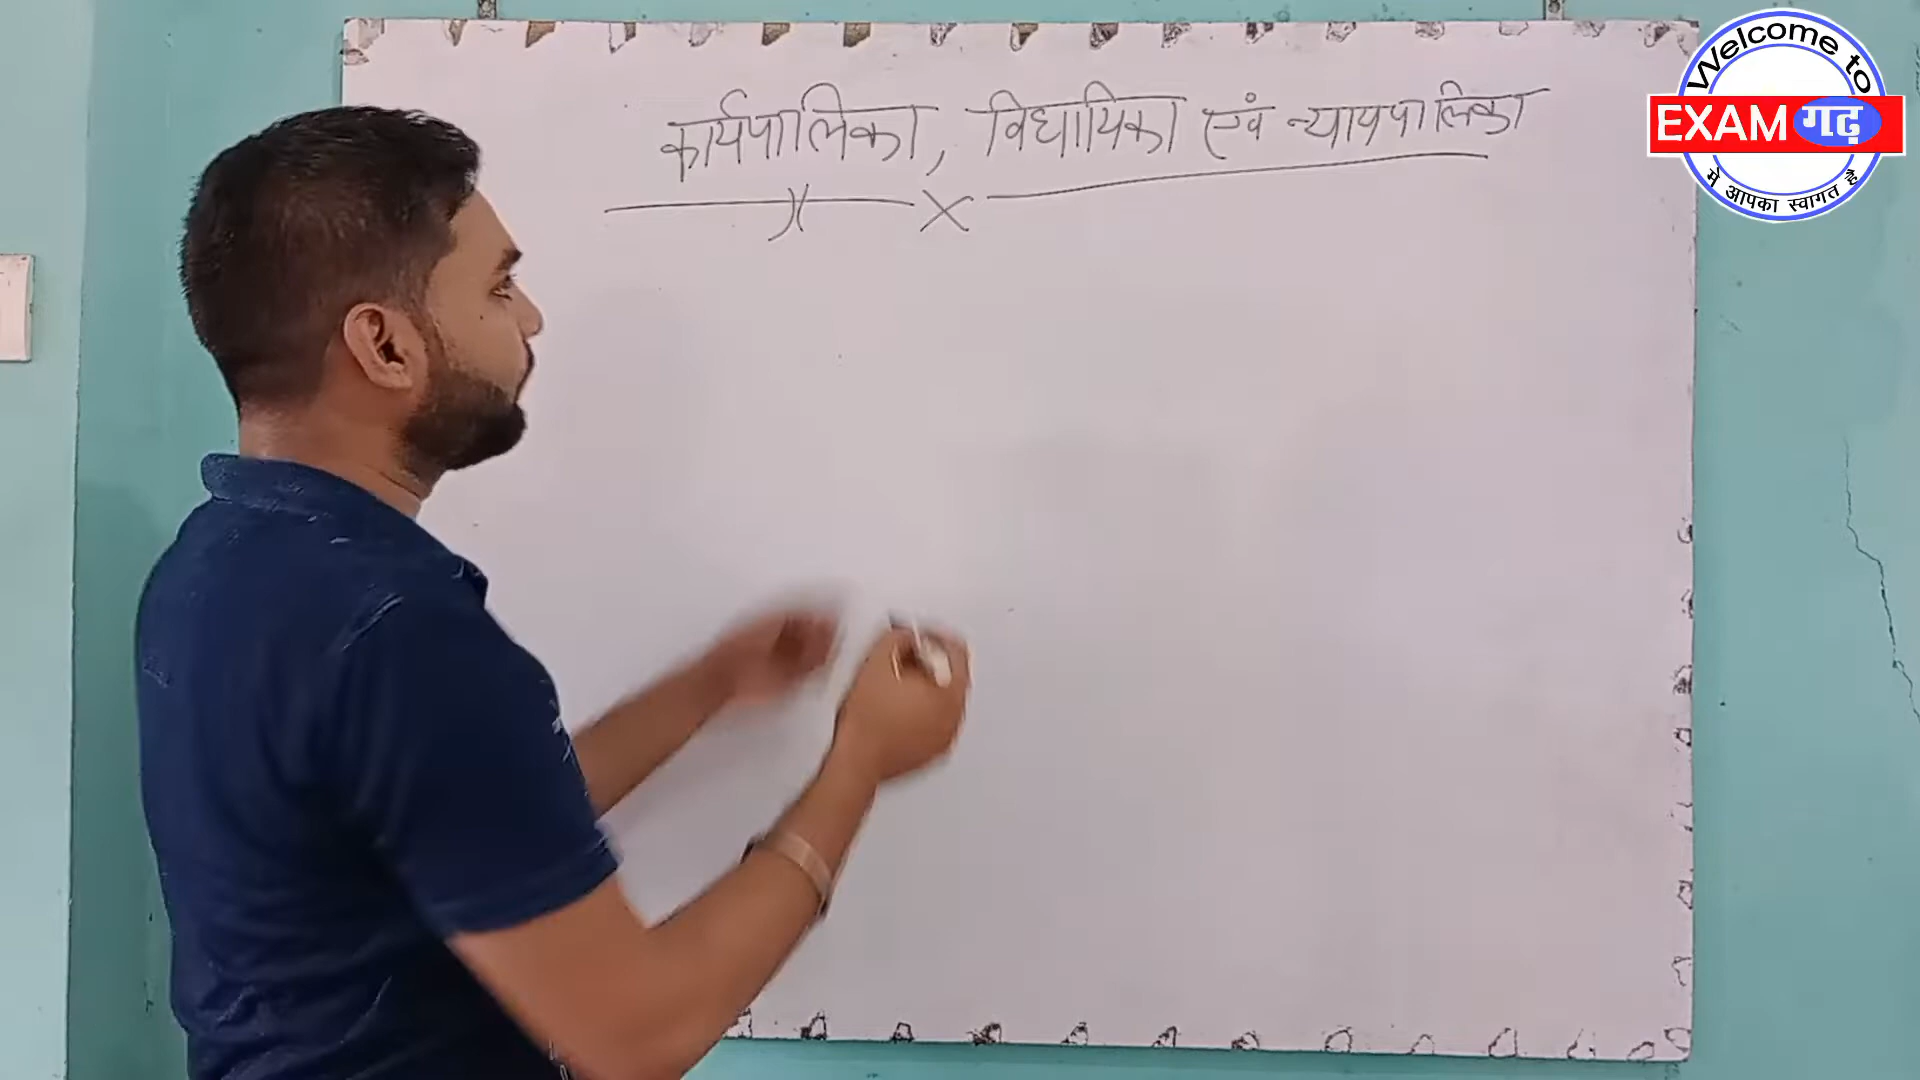 कार्यपालिका, विधायिका एवं न्यायपालिका
Welcome to
EXAM गढ़
में आपका स्वागत है